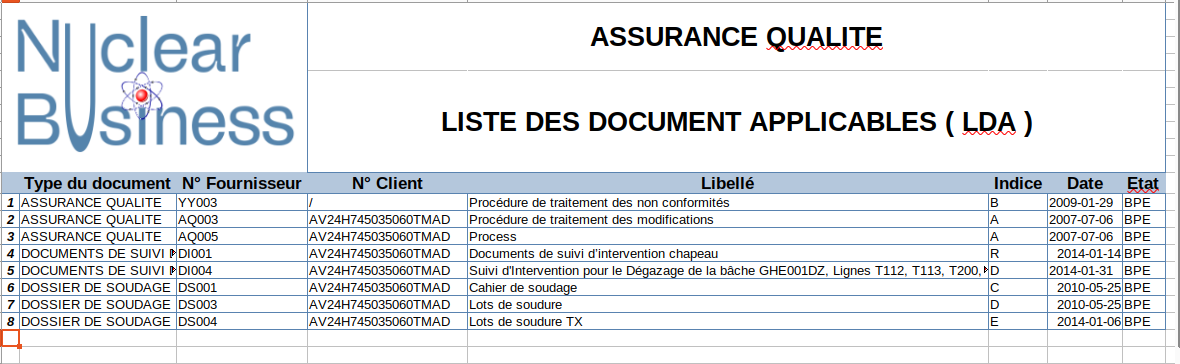 Nuclear
Business
ASSURANCE QUALITE
LISTE DES DOCUMENT APPLICABLES ( LDA )
Type du document N° Fournisseur N° Client Libellé Indice Date Etat
1 ASSURANCE QUALITE YY003 / Procédure de traitement des non conformités B 2009-01-29 BPE
2 ASSURANCE QUALITE AQ003 AV24H745035060TMAD Procédure de traitement des modifications A 2007-07-06 BPE
3 ASSURANCE QUALITE AQ005 AV24H745035060TMAD Process A 2007-07-06 BPE
4 DOCUMENTS DE SUIVI DI001 AV24H745035060TMAD Documents de suivi d'intervention chapeau R 2014-01-14 BPE
5 DOCUMENTS DE SUIVI DI004 AV24H745035060TMAD Suivi d'Intervention pour le Dégazage de la bâche GHE001DZ, Lignes T112, T113, T200, D 2014-01-31 BPE
6 DOSSIER DE SOUDAGE DS001 AV24H745035060TMAD Cahier de soudage C 2010-05-25 BPE
7 DOSSIER DE SOUDAGE DS003 AV24H745035060TMAD Lots de soudure D 2010-05-25 BPE
8 DOSSIER DE SOUDAGE DS004 AV24H745035060TMAD Lots de soudure TX E 2014-01-06 BPE